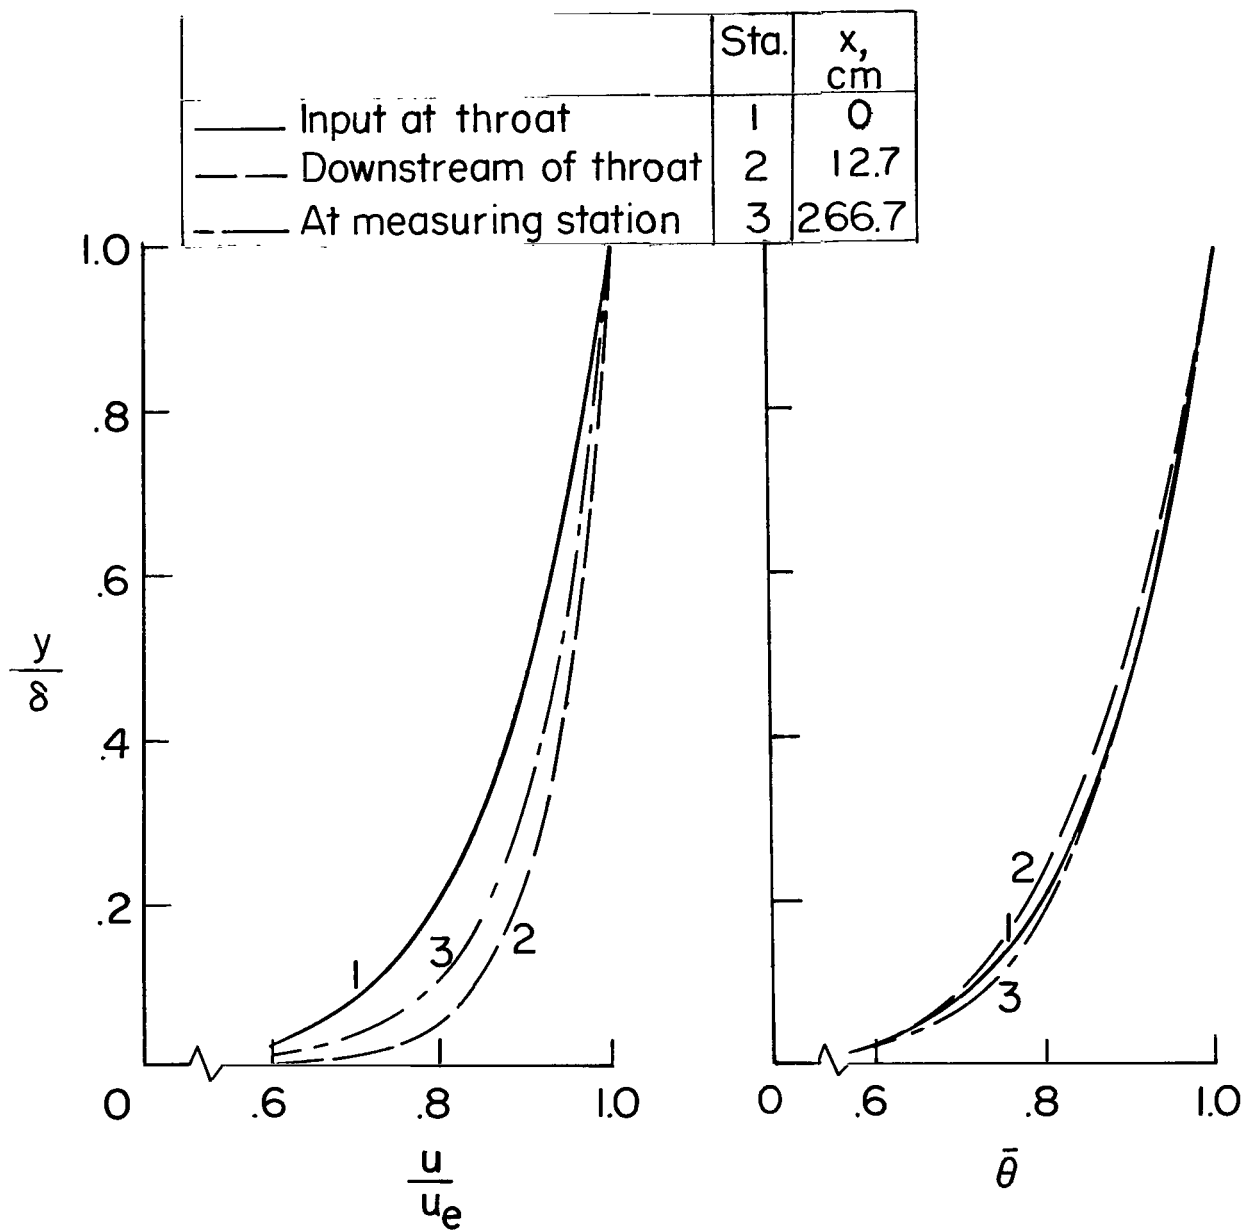 Sta. x, cm
Input at throat 1 0
Downstream of throat 2 12.7
At measuring station 3 266.7
1.0
.8
.6
.4
.2
0 .6 .8 1.0
y/δ
u/u_e
1
3
2
2
1
3
0 .6 .8 1.0
θ̄